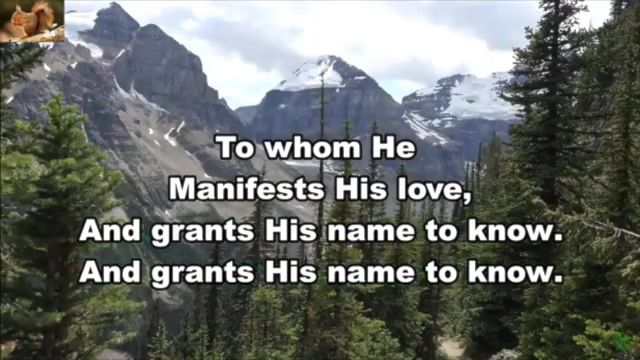 To whom He
Manifests His love,
And grants His name to know.
And grants His name to know.